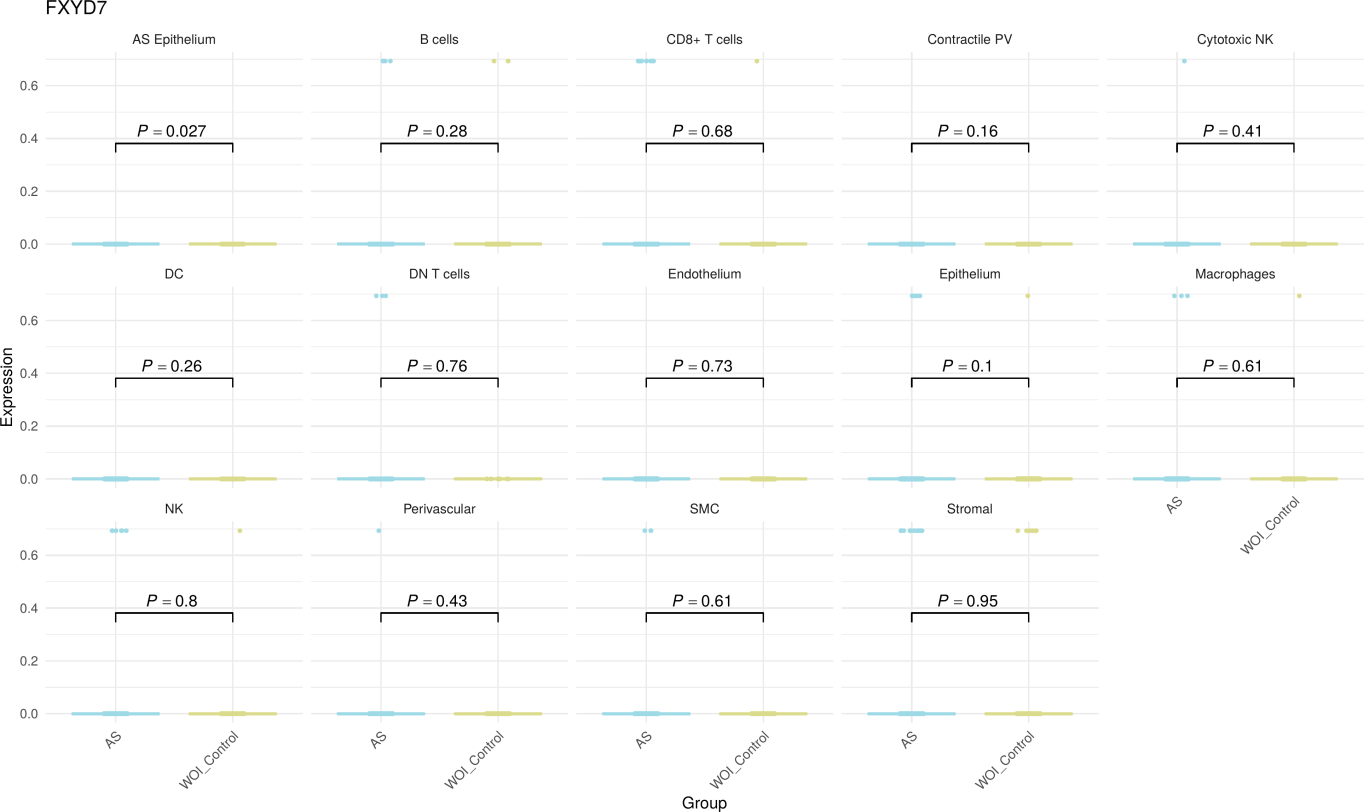 FXYD7
AS Epithelium
B cells
CD8+ T cells
Contractile PV
Cytotoxic NK
0.6
0.4
0.2
0.0
P = 0.027
P = 0.28
P = 0.68
P = 0.16
P = 0.41
DC
DN T cells
Endothelium
Epithelium
Macrophages
0.6
0.4
0.2
0.0
P = 0.26
P = 0.76
P = 0.73
P = 0.1
P = 0.61
Expression
NK
Perivascular
SMC
Stromal
AS
WOI_Control
0.6
0.4
0.2
0.0
P = 0.8
P = 0.43
P = 0.61
P = 0.95
AS
WOI_Control
AS
WOI_Control
AS
WOI_Control
AS
WOI_Control
Group